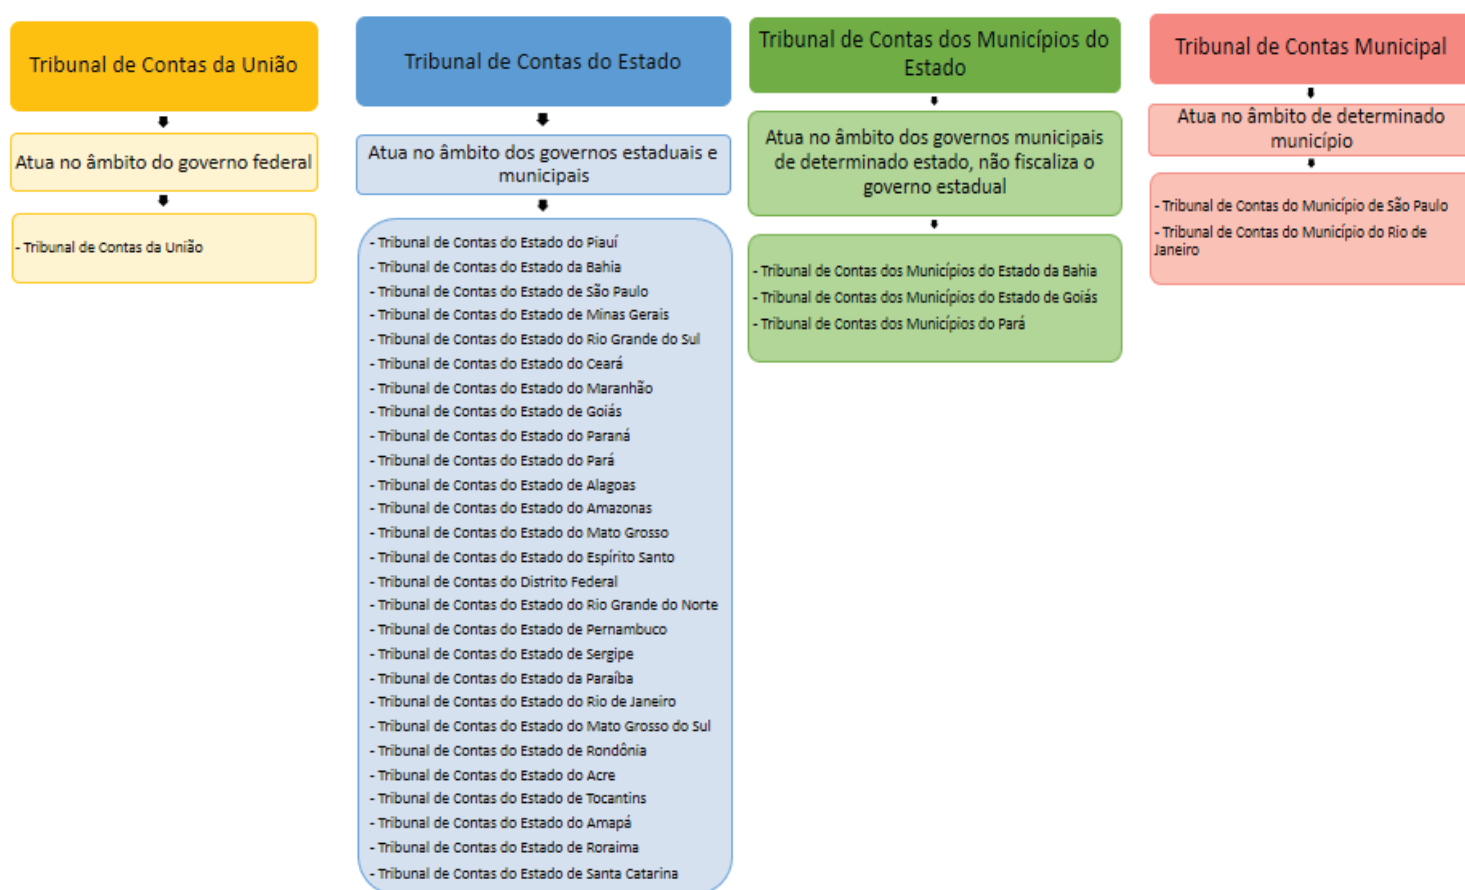 Tribunal de Contas da União
Atua no âmbito do governo federal
- Tribunal de Contas da União
Tribunal de Contas do Estado
Atua no âmbito dos governos estaduais e
municipais
- Tribunal de Contas do Estado do Piauí
- Tribunal de Contas do Estado da Bahia
- Tribunal de Contas do Estado de São Paulo
- Tribunal de Contas do Estado de Minas Gerais
- Tribunal de Contas do Estado do Rio Grande do Sul
- Tribunal de Contas do Estado do Ceará
- Tribunal de Contas do Estado do Maranhão
- Tribunal de Contas do Estado de Goiás
- Tribunal de Contas do Estado do Paraná
- Tribunal de Contas do Estado do Pará
- Tribunal de Contas do Estado de Alagoas
- Tribunal de Contas do Estado do Amazonas
- Tribunal de Contas do Estado do Mato Grosso
- Tribunal de Contas do Estado do Espírito Santo
- Tribunal de Contas do Distrito Federal
- Tribunal de Contas do Estado do Rio Grande do Norte
- Tribunal de Contas do Estado de Pernambuco
- Tribunal de Contas do Estado de Sergipe
- Tribunal de Contas do Estado da Paraíba
- Tribunal de Contas do Estado do Rio de Janeiro
- Tribunal de Contas do Estado do Mato Grosso do Sul
- Tribunal de Contas do Estado de Rondônia
- Tribunal de Contas do Estado do Acre
- Tribunal de Contas do Estado de Tocantins
- Tribunal de Contas do Estado do Amapá
- Tribunal de Contas do Estado de Roraima
- Tribunal de Contas do Estado de Santa Catarina
Tribunal de Contas dos Municípios do
Estado
Atua no âmbito dos governos municipais
de determinado estado, não fiscaliza o
governo estadual
- Tribunal de Contas dos Municípios do Estado da Bahia
- Tribunal de Contas dos Municípios do Estado de Goiás
- Tribunal de Contas dos Municípios do Pará
Tribunal de Contas Municipal
Atua no âmbito de determinado
município
- Tribunal de Contas do Município de São Paulo
- Tribunal de Contas do Município do Rio de
Janeiro